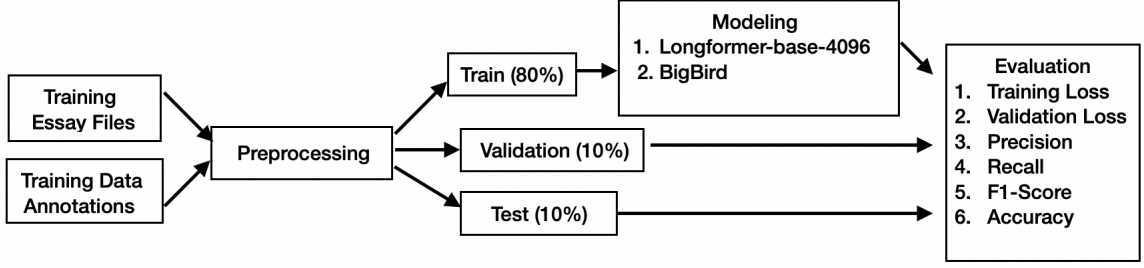 Training
Essay Files
Training Data
Annotations
Preprocessing
Train (80%)
Validation (10%)
Test (10%)
Modeling
1. Longformer-base-4096
2. BigBird
Evaluation
1. Training Loss
2. Validation Loss
3. Precision
4. Recall
5. F1-Score
6. Accuracy